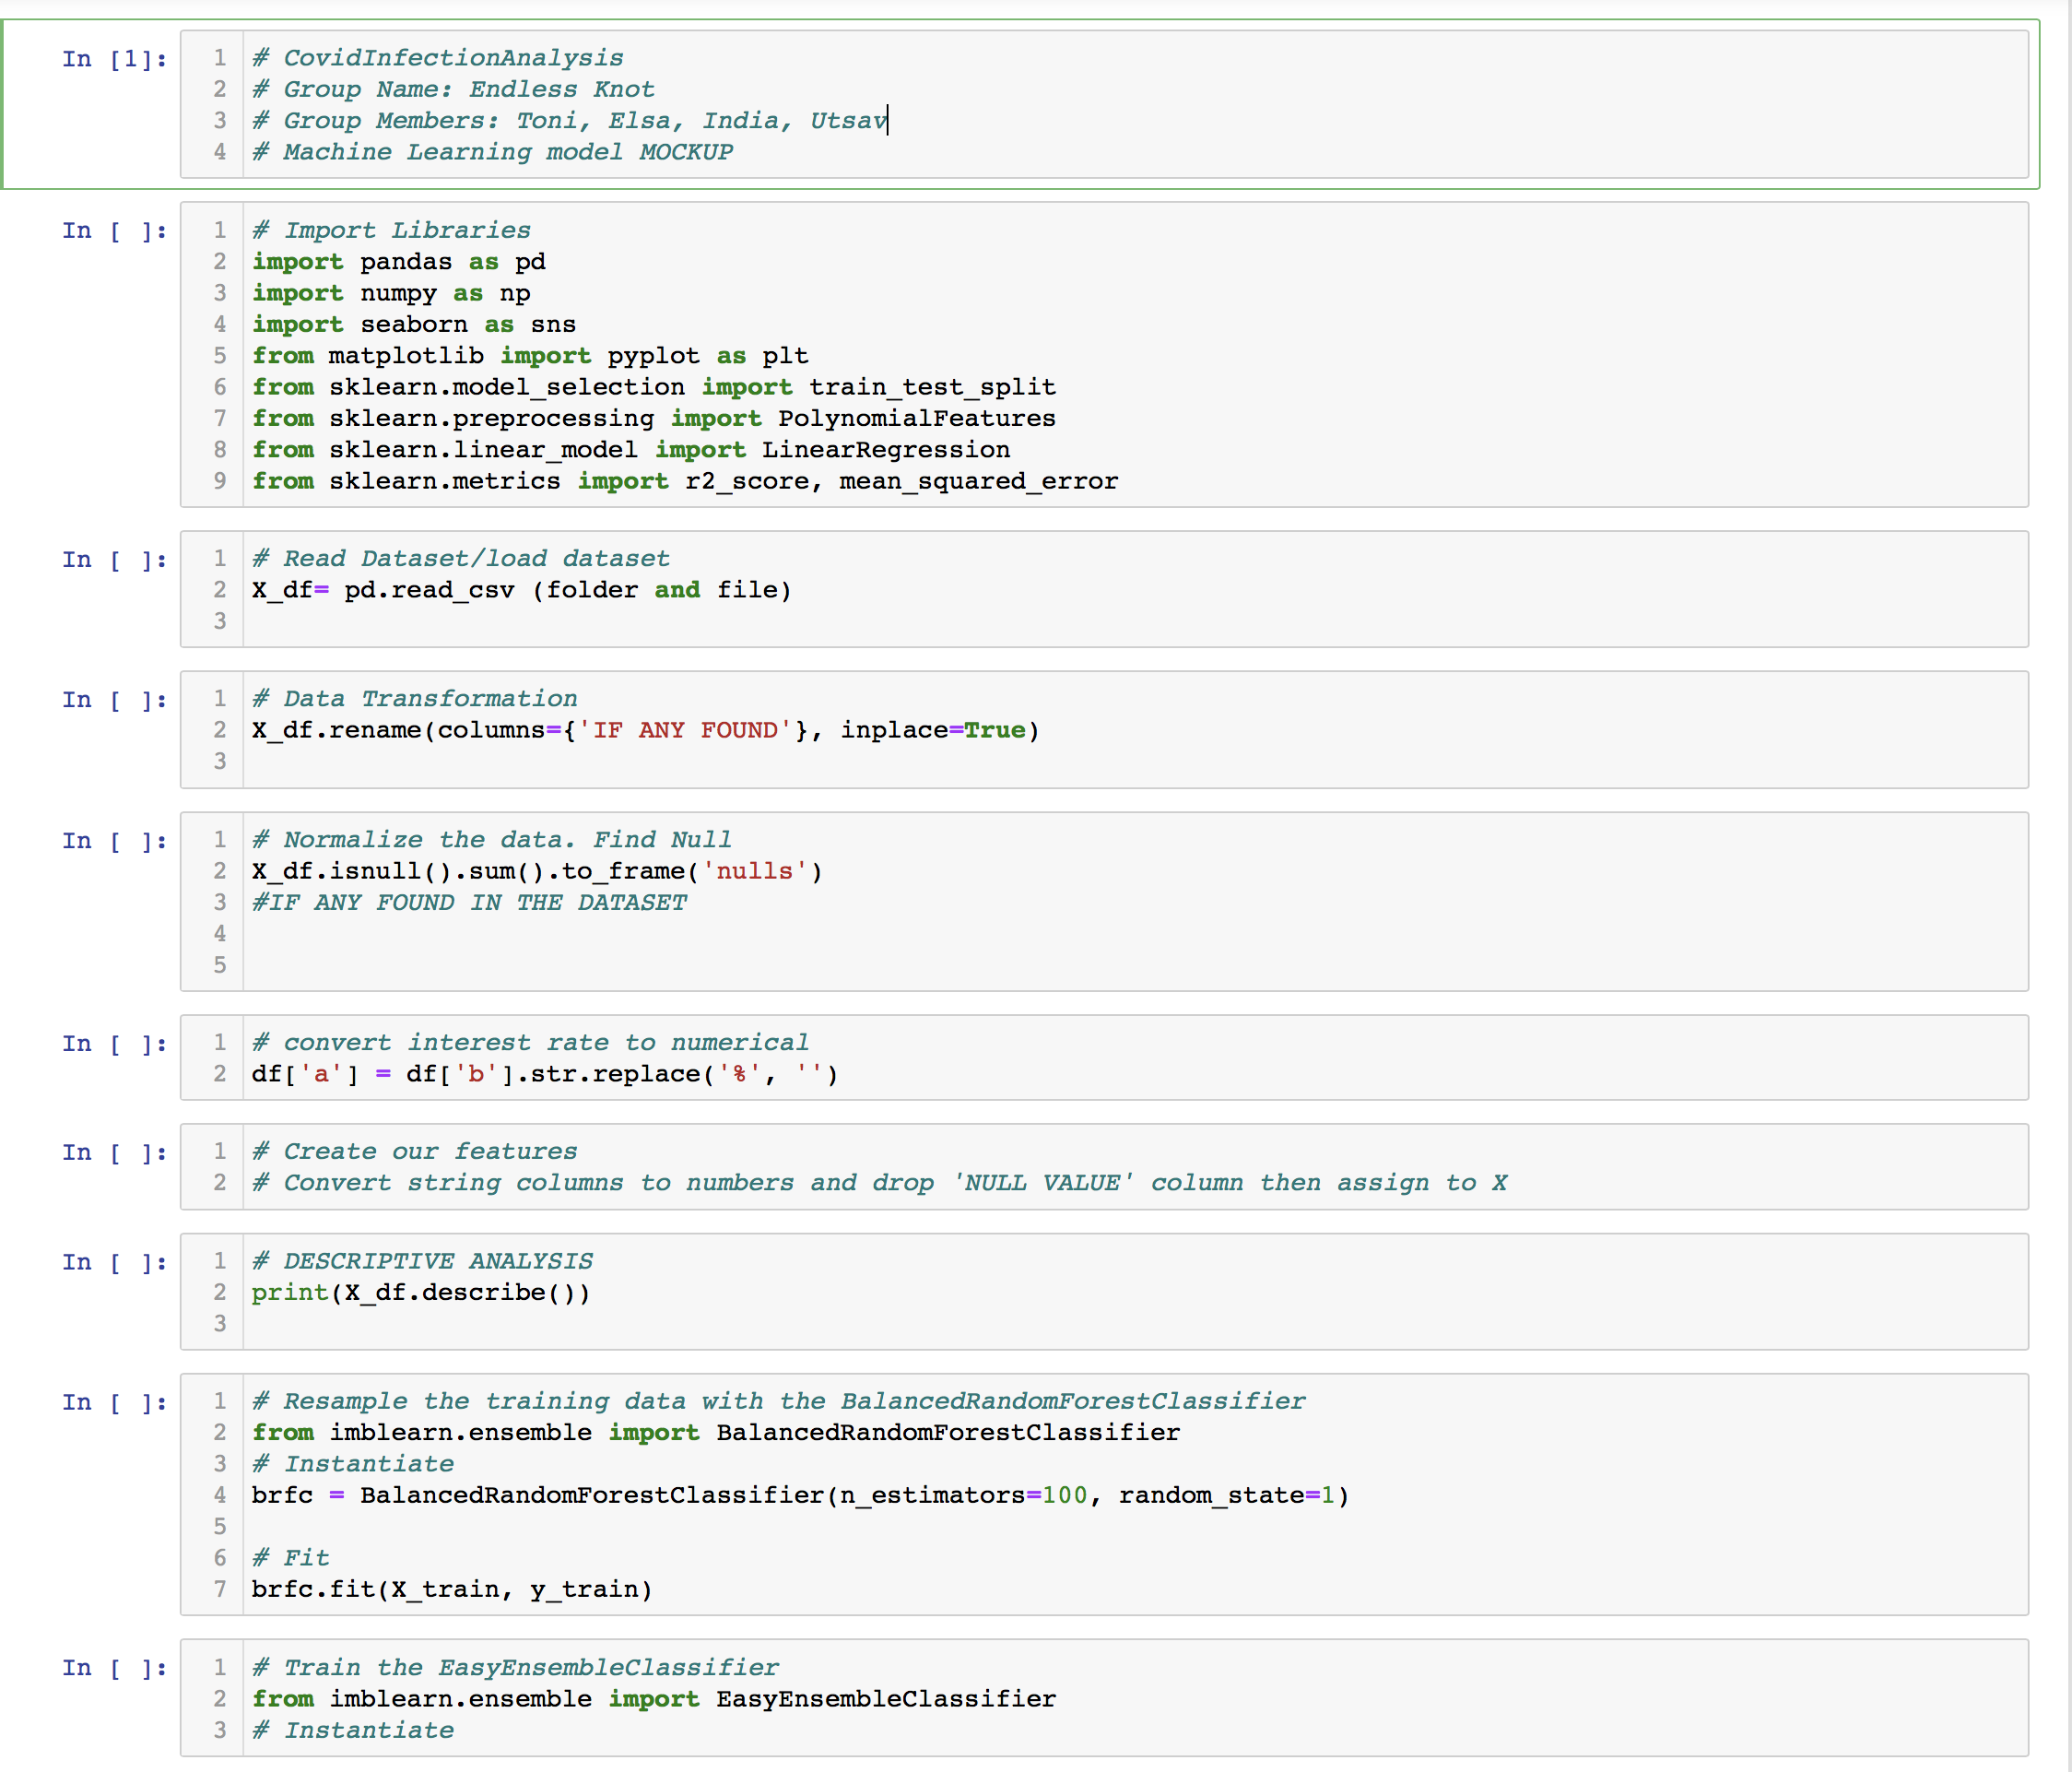 In [1]:
1 # CovidInfectionAnalysis
2 # Group Name: Endless Knot
3 # Group Members: Toni, Elsa, India, Utsav
4 # Machine Learning model MOCKUP
In [ ]:
1 # Import Libraries
2 import pandas as pd
3 import numpy as np
4 import seaborn as sns
5 from matplotlib import pyplot as plt
6 from sklearn.model_selection import train_test_split
7 from sklearn.preprocessing import PolynomialFeatures
8 from sklearn.linear_model import LinearRegression
9 from sklearn.metrics import r2_score, mean_squared_error
In [ ]:
1 # Read Dataset/load dataset
2 X_df= pd.read_csv (folder and file)
3
In [ ]:
1 # Data Transformation
2 X_df.rename(columns={'IF ANY FOUND'}, inplace=True)
3
In [ ]:
1 # Normalize the data. Find Null
2 X_df.isnull().sum().to_frame('nulls')
3 #IF ANY FOUND IN THE DATASET
4
5
In [ ]:
1 # convert interest rate to numerical
2 df['a'] = df['b'].str.replace('%', '')
In [ ]:
1 # Create our features
2 # Convert string columns to numbers and drop 'NULL VALUE' column then assign to X
In [ ]:
1 # DESCRIPTIVE ANALYSIS
2 print(X_df.describe())
3
In [ ]:
1 # Resample the training data with the BalancedRandomForestClassifier
2 from imblearn.ensemble import BalancedRandomForestClassifier
3 # Instantiate
4 brfc = BalancedRandomForestClassifier(n_estimators=100, random_state=1)
5
6 # Fit
7 brfc.fit(X_train, y_train)
In [ ]:
1 # Train the EasyEnsembleClassifier
2 from imblearn.ensemble import EasyEnsembleClassifier
3 # Instantiate